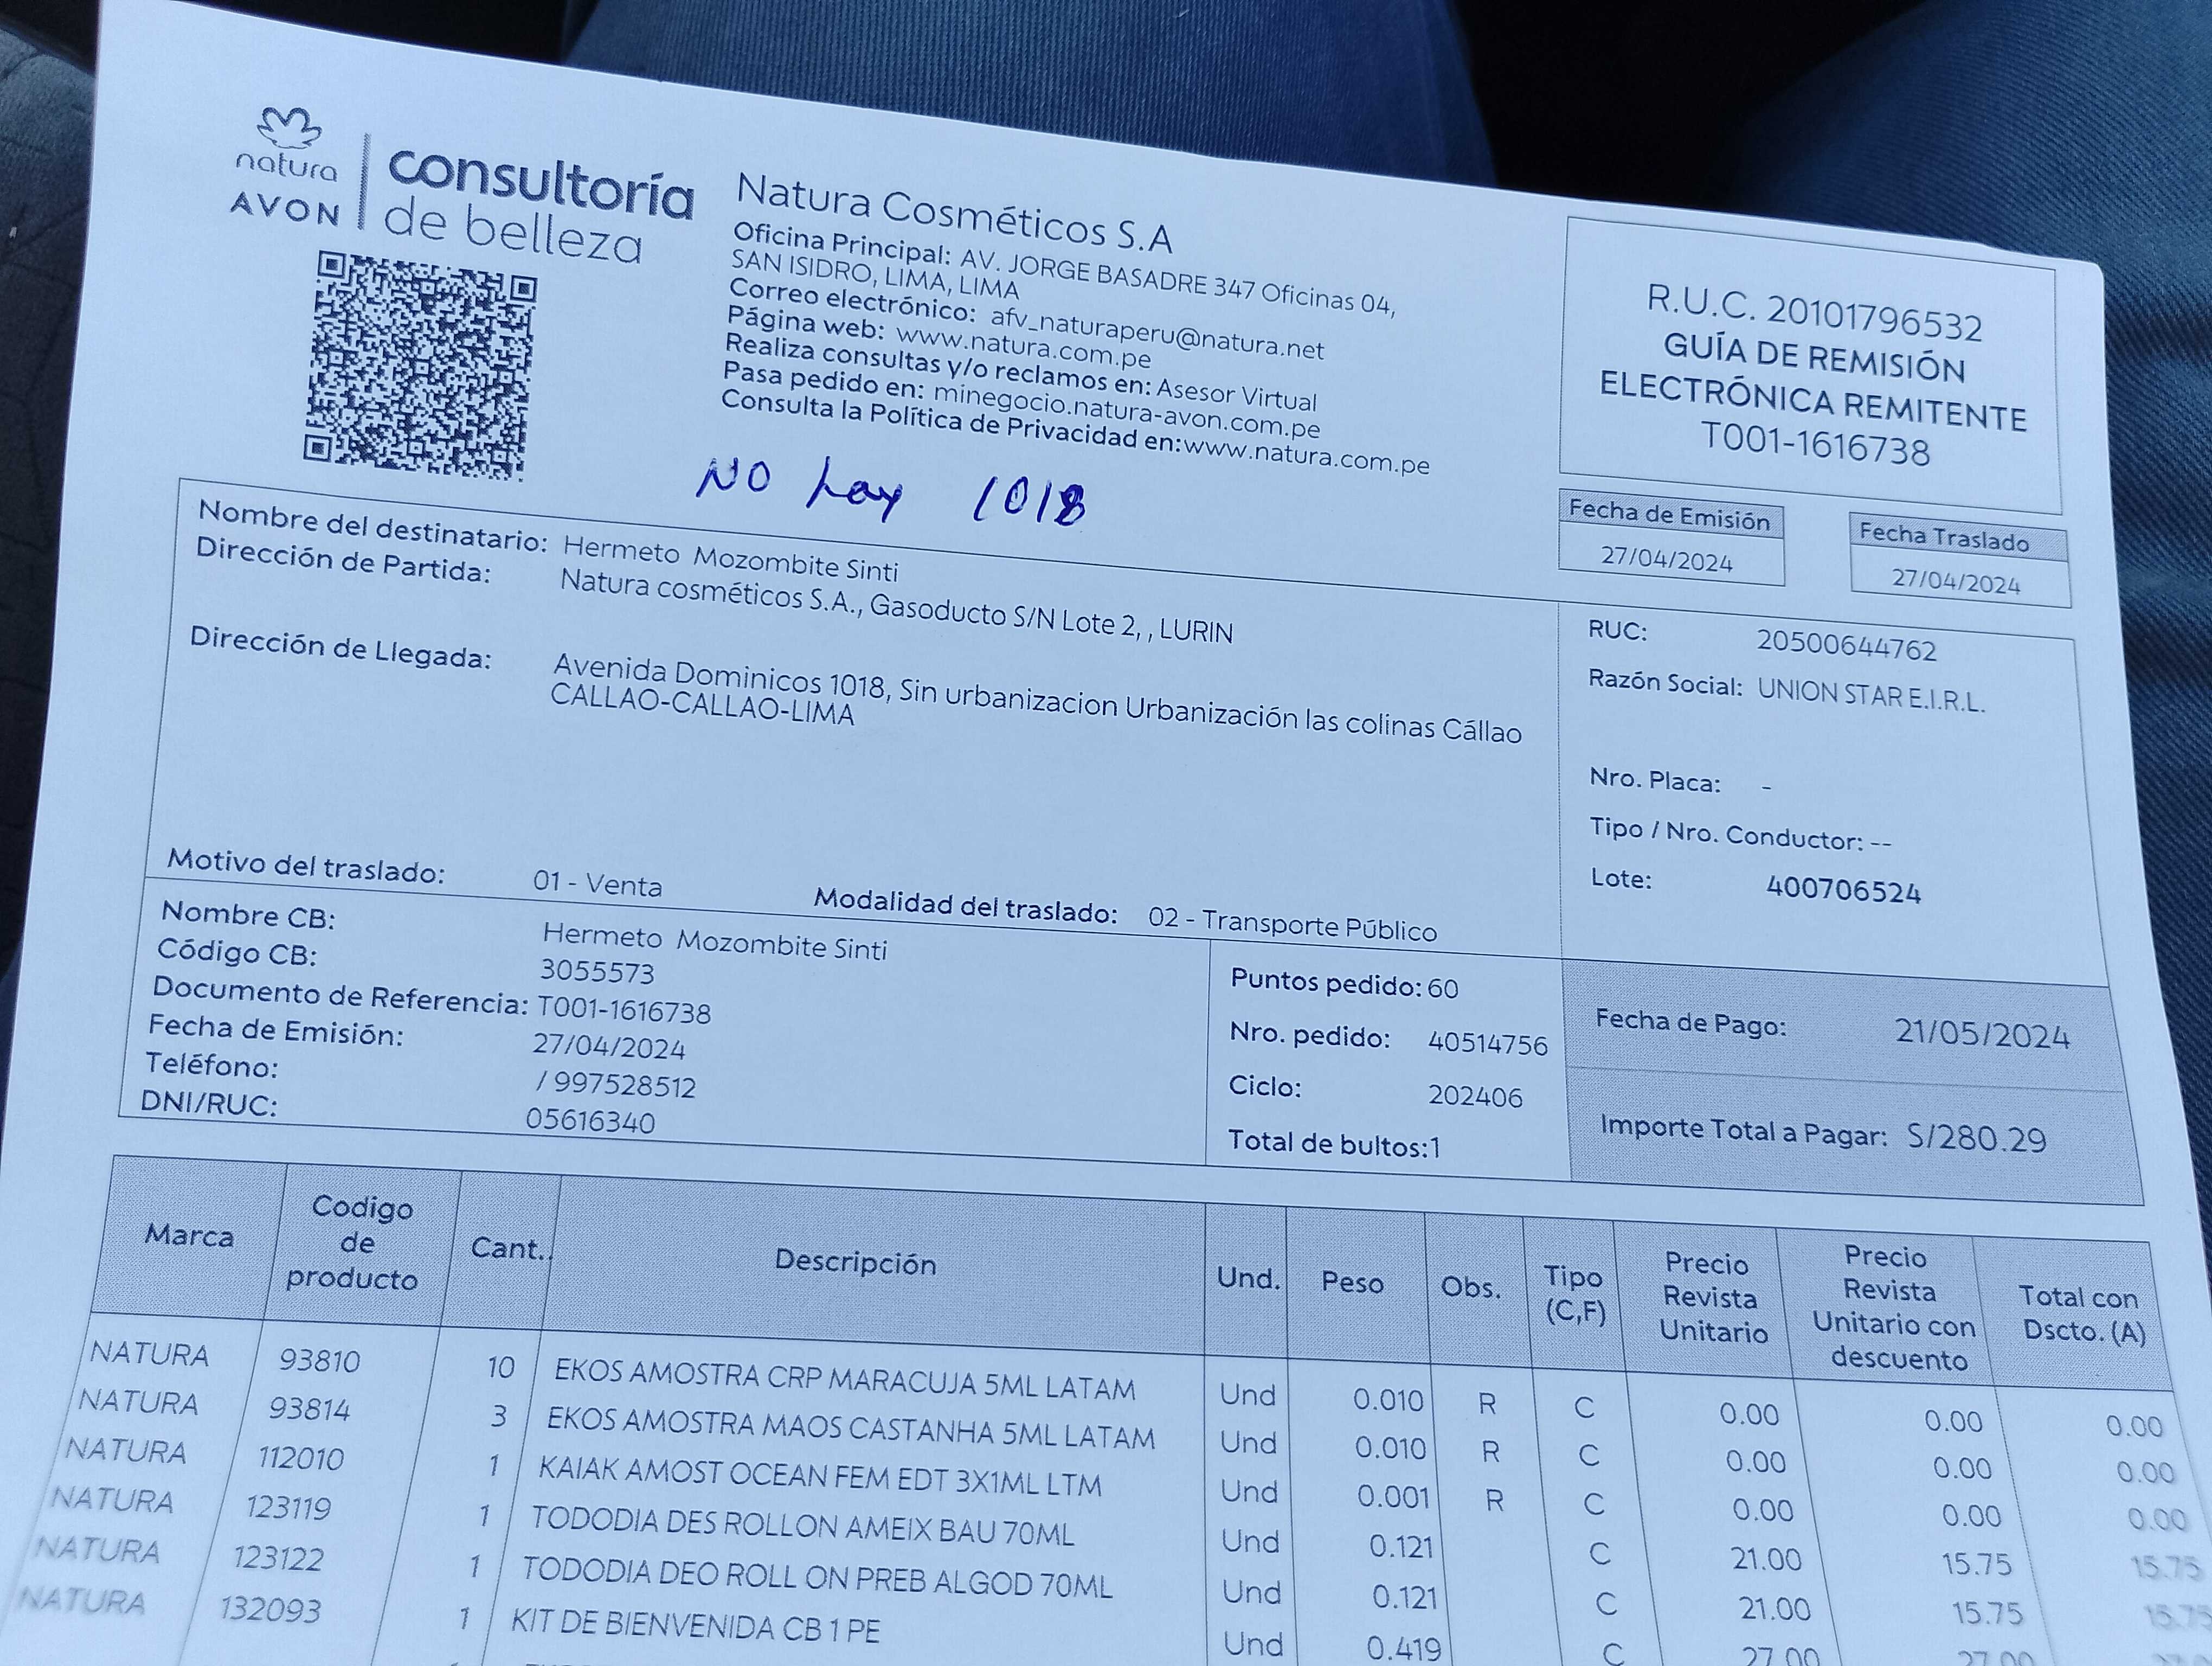 natura
AVON
consultoría
de belleza
Natura Cosméticos S.A
Oficina Principal: AV. JORGE BASADRE 347 Oficinas 04,
SAN ISIDRO, LIMA, LIMA
Correo electrónico: afv_naturaperu@natura.net
Página web: www.natura.com.pe
Realiza consultas y/o reclamos en: Asesor Virtual
Pasa pedido en: minegocio.natura-avon.com.pe
Consulta la Política de Privacidad en:www.natura.com.pe
R.U.C. 20101796532
GUÍA DE REMISIÓN
ELECTRÓNICA REMITENTE
T001-1616738
NO hay 1018
Fecha de Emisión
27/04/2024
Fecha Traslado
27/04/2024
Nombre del destinatario: Hermeto Mozombite Sinti
Dirección de Partida: Natura cosméticos S.A., Gasoducto S/N Lote 2, , LURIN
Dirección de Llegada: Avenida Dominicos 1018, Sin urbanizacion Urbanización las colinas Cállao
CALLAO-CALLAO-LIMA
RUC: 20500644762
Razón Social: UNION STAR E.I.R.L.
Nro. Placa: -
Tipo / Nro. Conductor: --
Lote: 400706524
Motivo del traslado: 01 - Venta Modalidad del traslado: 02 - Transporte Público
Nombre CB: Hermeto Mozombite Sinti
Código CB: 3055573
Documento de Referencia: T001-1616738
Fecha de Emisión: 27/04/2024
Teléfono: / 997528512
DNI/RUC: 05616340
Puntos pedido: 60
Nro. pedido: 40514756
Ciclo: 202406
Total de bultos:1
Fecha de Pago: 21/05/2024
Importe Total a Pagar: S/280.29
Marca
Codigo
de
producto
Cant.
Descripción
Und.
Peso
Obs.
Tipo
(C,F)
Precio
Revista
Unitario
Precio
Revista
Unitario con
descuento
Total con
Dscto. (A)
NATURA 93810 10 EKOS AMOSTRA CRP MARACUJA 5ML LATAM Und 0.010 R C 0.00 0.00 0.00
NATURA 93814 3 EKOS AMOSTRA MAOS CASTANHA 5ML LATAM Und 0.010 R C 0.00 0.00 0.00
NATURA 112010 1 KAIAK AMOST OCEAN FEM EDT 3X1ML LTM Und 0.001 R C 0.00 0.00 0.00
NATURA 123119 1 TODODIA DES ROLLON AMEIX BAU 70ML Und 0.121 C 21.00 15.75 15.75
NATURA 123122 1 TODODIA DEO ROLL ON PREB ALGOD 70ML Und 0.121 C 21.00 15.75 15.75
NATURA 132093 1 KIT DE BIENVENIDA CB 1 PE Und 0.419 C 27.00 27.00